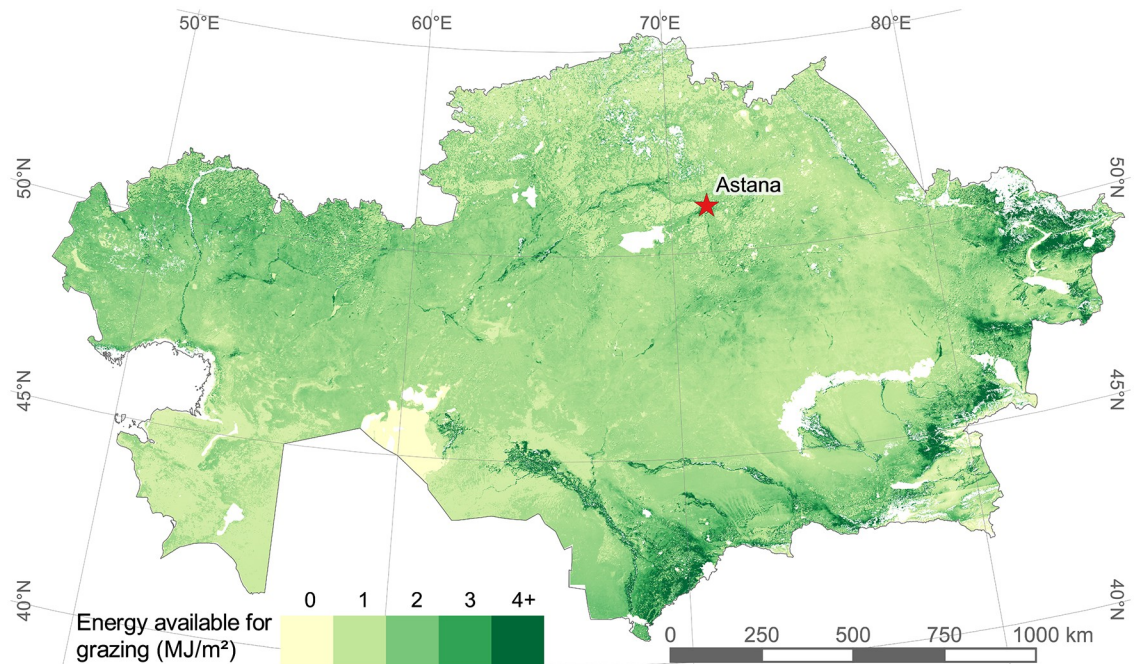 50°E 60°E 70°E 80°E
50°N 50°N
Astana
45°N 45°N
40°N 40°N
0 1 2 3 4+
Energy available for
grazing (MJ/m²)
0 250 500 750 1000 km